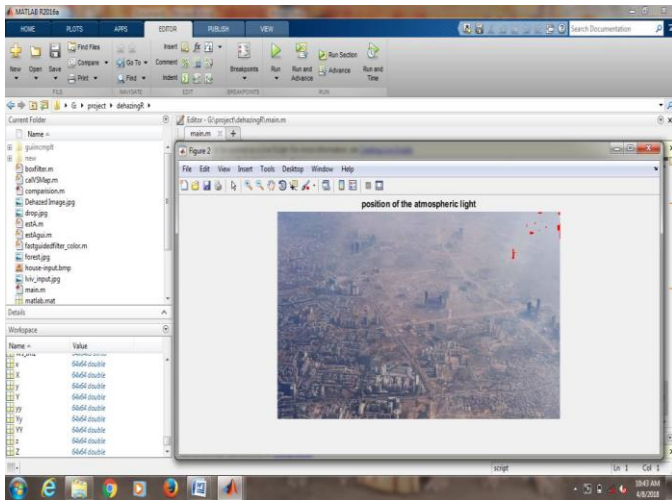 MATLAB R2016a
HOME PLOTS APPS EDITOR PUBLISH VIEW
Search Documentation
New Open Save
Find Files
Compare
Print
Go To
Find
Insert
Comment
Indent
Breakpoints
Run
Run and Advance
Run Section
Advance
Run and Time
FILE NAVIGATE EDIT BREAKPOINTS RUN
G: project dehazingR
Current Folder
Name
guiincmplt
new
boxfilter.m
calVSMap.m
comparision.m
DehazedImage.jpg
drop.jpg
estA.m
estAgui.m
fastguidedfilter_color.m
forest.jpg
house-input.bmp
lviv_input.jpg
main.m
matlab.mat
Details
Workspace
Name Value
x 64x64 double
X 64x64 double
y 64x64 double
Y 64x64 double
yy 64x64 double
Yy 64x64 double
YY 64x64 double
z 64x64 double
Z 64x64 double
Editor - G:\project\dehazingR\main.m
main.m
Figure 2
File Edit View Insert Tools Desktop Window Help
position of the atmospheric light
script
Ln 1 Col 1
10:43 AM
4/8/2018